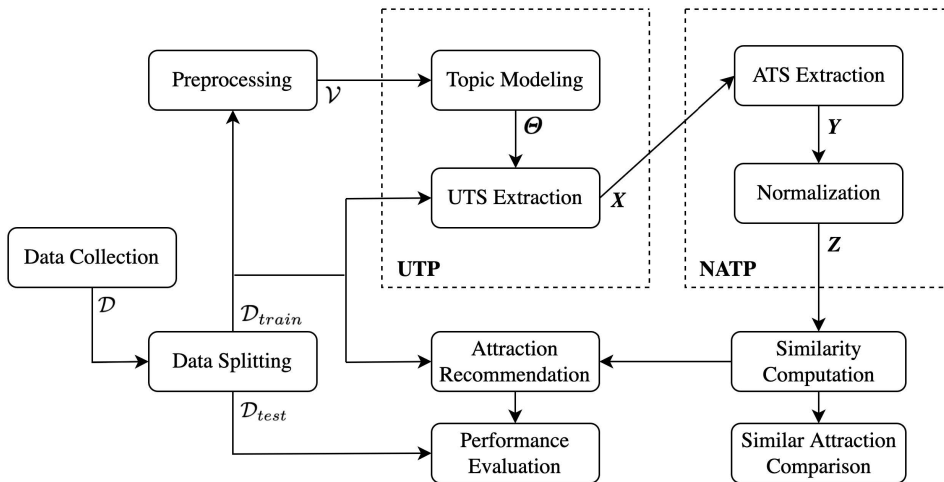 Preprocessing
𝒱
Topic Modeling
Θ
UTS Extraction
X
UTP
ATS Extraction
Y
Normalization
Z
NATP
Data Collection
𝒟
Data Splitting
𝒟train
𝒟test
Attraction
Recommendation
Performance
Evaluation
Similarity
Computation
Similar Attraction
Comparison